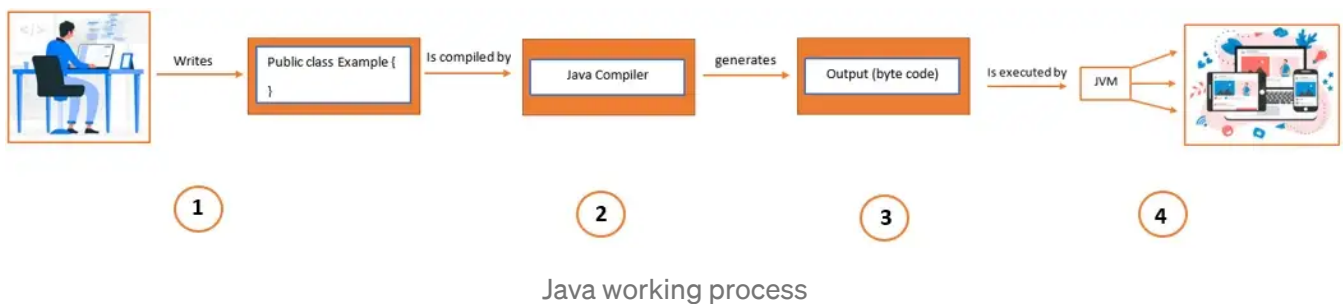 Writes
Public class Example {
}
Is compiled by
Java Compiler
generates
Output (byte code)
Is executed by
JVM
1
2
3
4
Java working process